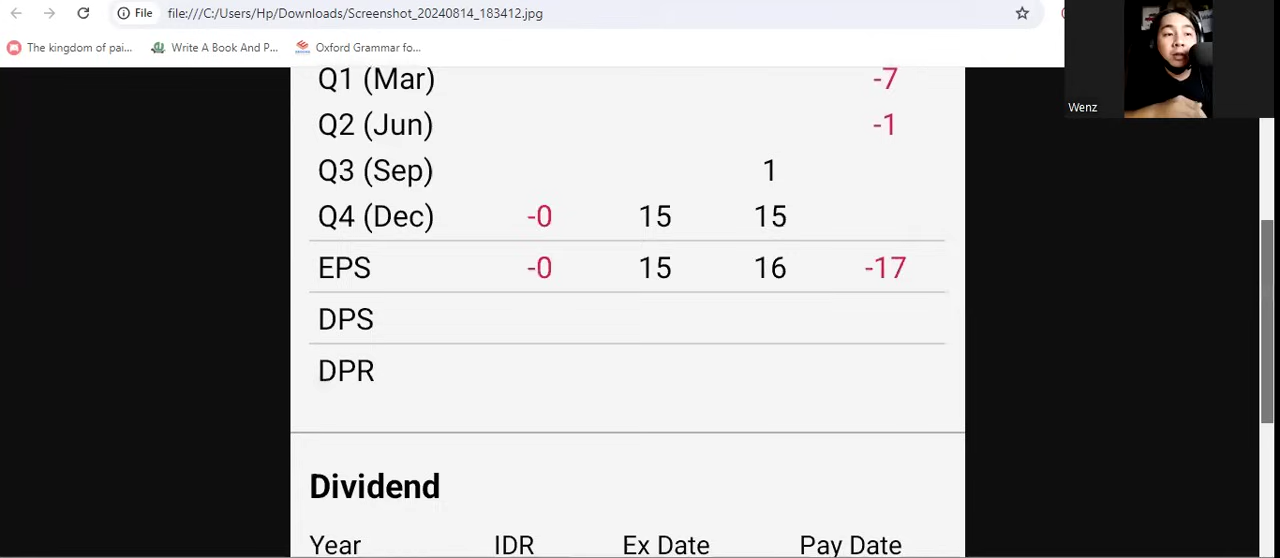 File
file:///C:/Users/Hp/Downloads/Screenshot_20240814_183412.jpg
The kingdom of pai...
Write A Book And P...
Oxford Grammar fo...
Wenz
Q1 (Mar) -7
Q2 (Jun) -1
Q3 (Sep) 1
Q4 (Dec) -0 15 15
EPS -0 15 16 -17
DPS
DPR
Dividend
Year IDR Ex Date Pay Date